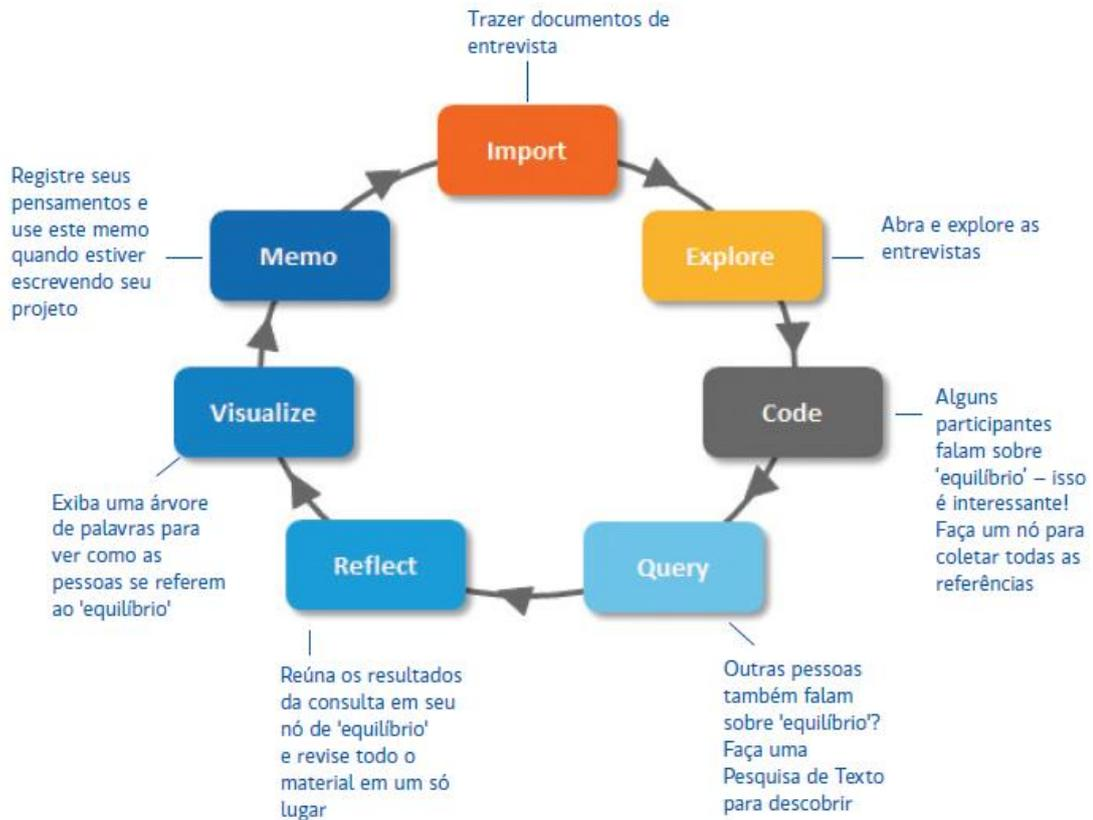 Trazer documentos de
entrevista
Import
Explore
Abra e explore as
entrevistas
Code
Alguns
participantes
falam sobre
'equilíbrio' – isso
é interessante!
Faça um nó para
coletar todas as
referências
Query
Outras pessoas
também falam
sobre 'equilíbrio'?
Faça uma
Pesquisa de Texto
para descobrir
Reflect
Reúna os resultados
da consulta em seu
nó de 'equilíbrio'
e revise todo o
material em um só
lugar
Visualize
Exiba uma árvore
de palavras para
ver como as
pessoas se referem
ao 'equilíbrio'
Memo
Registre seus
pensamentos e
use este memo
quando estiver
escrevendo seu
projeto